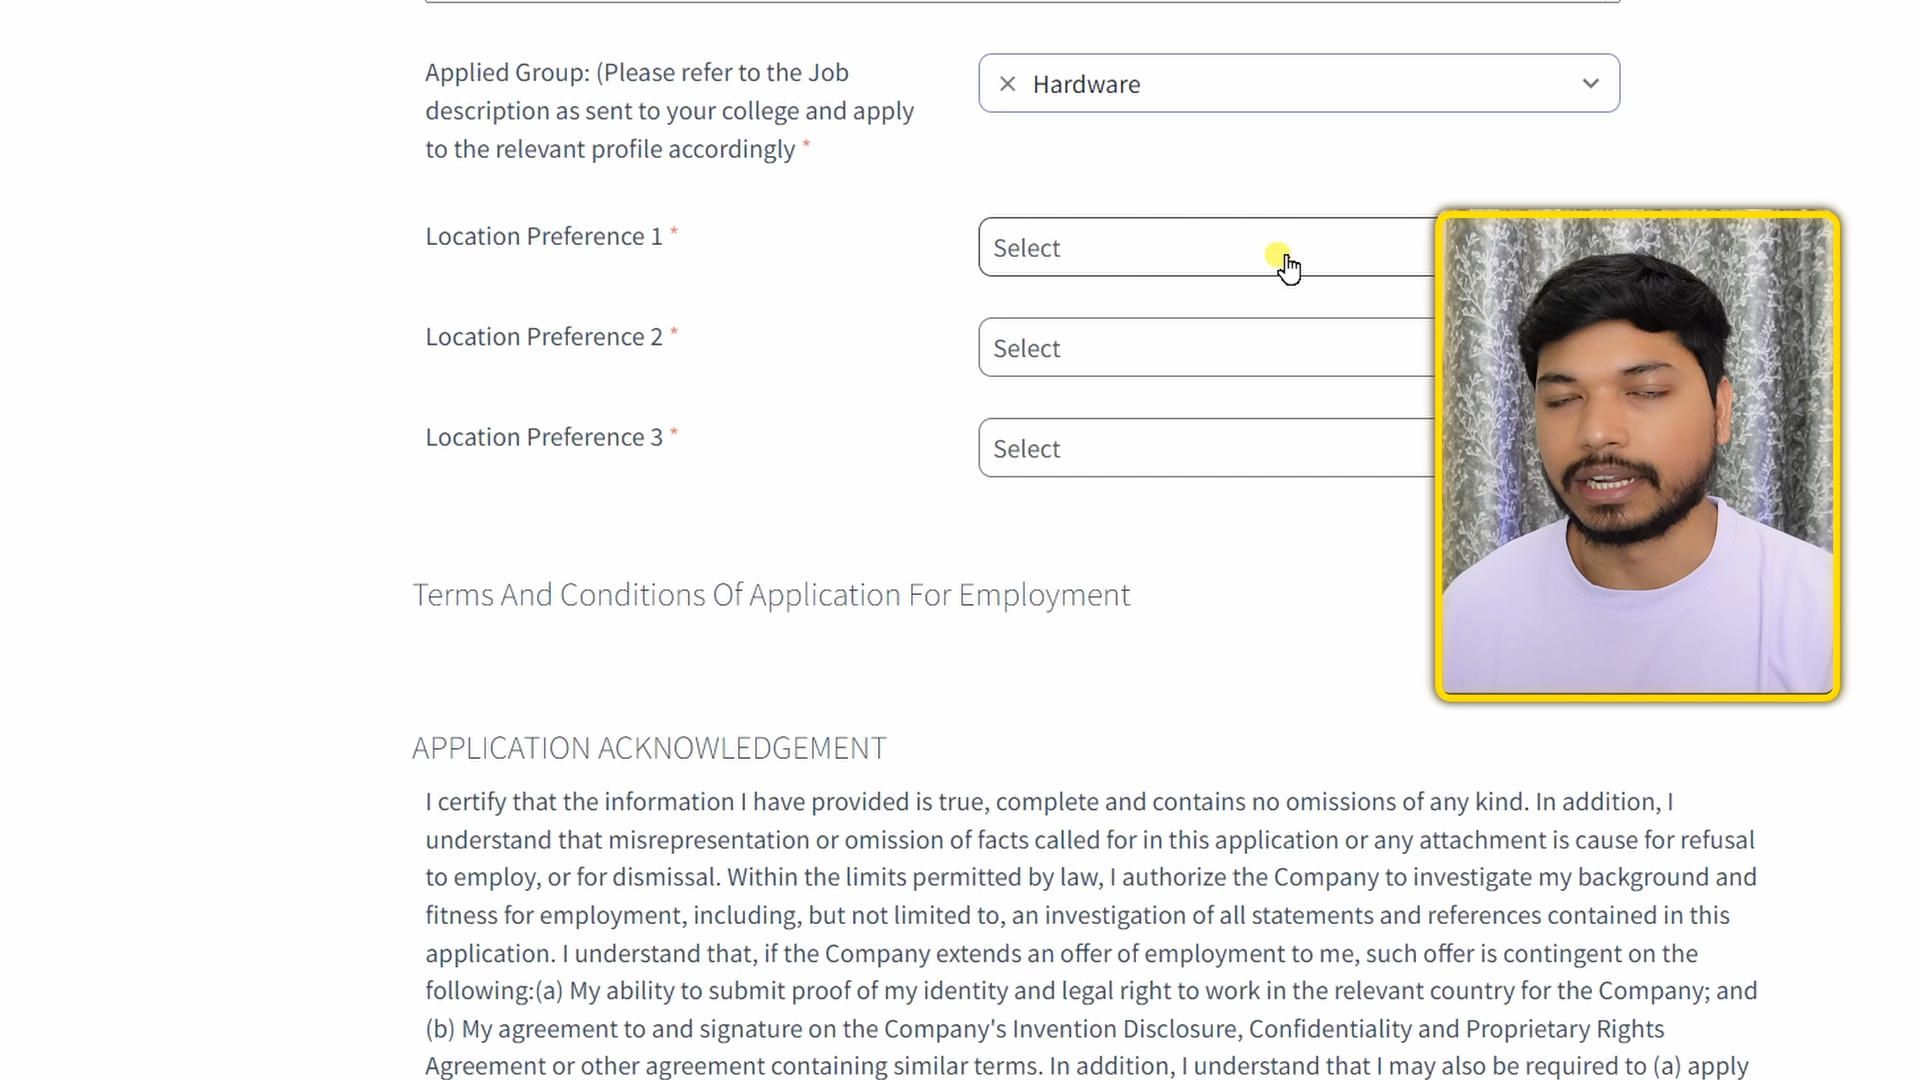 Applied Group: (Please refer to the Job
description as sent to your college and apply
to the relevant profile accordingly *
× Hardware
Location Preference 1 *
Select
Location Preference 2 *
Select
Location Preference 3 *
Select
Terms And Conditions Of Application For Employment
APPLICATION ACKNOWLEDGEMENT
I certify that the information I have provided is true, complete and contains no omissions of any kind. In addition, I
understand that misrepresentation or omission of facts called for in this application or any attachment is cause for refusal
to employ, or for dismissal. Within the limits permitted by law, I authorize the Company to investigate my background and
fitness for employment, including, but not limited to, an investigation of all statements and references contained in this
application. I understand that, if the Company extends an offer of employment to me, such offer is contingent on the
following:(a) My ability to submit proof of my identity and legal right to work in the relevant country for the Company; and
(b) My agreement to and signature on the Company's Invention Disclosure, Confidentiality and Proprietary Rights
Agreement or other agreement containing similar terms. In addition, I understand that I may also be required to (a) apply